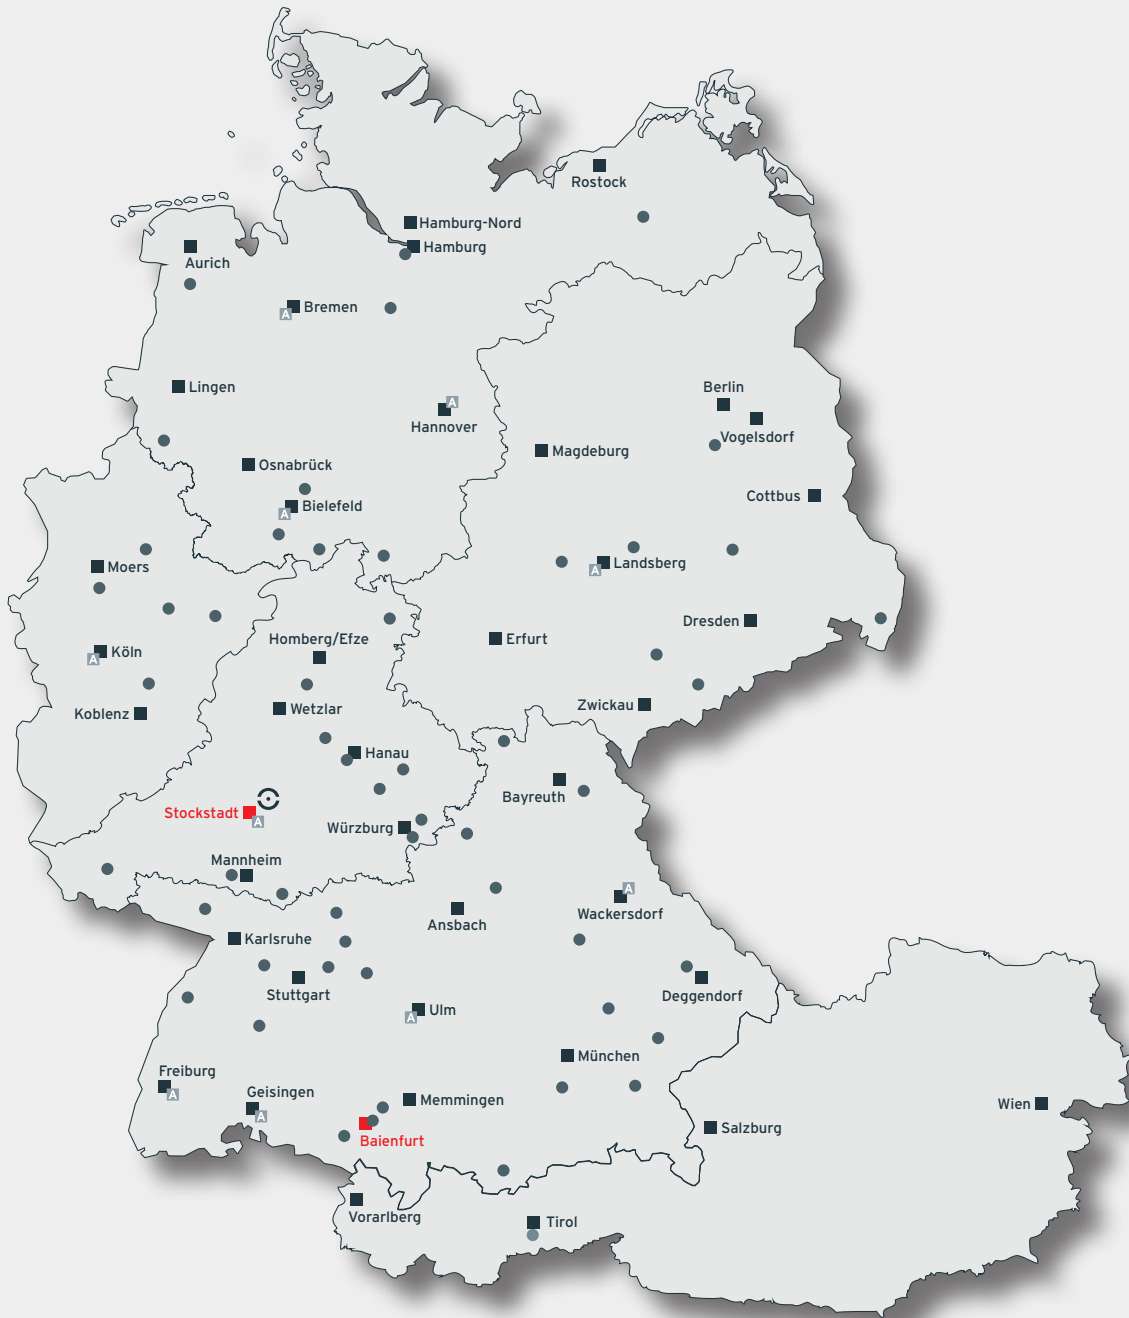 Rostock
Hamburg-Nord
Hamburg
Aurich
A Bremen
Lingen
Berlin
A
Hannover
Vogelsdorf
Magdeburg
Osnabrück
Cottbus
A Bielefeld
Moers
A Landsberg
Dresden
Homberg/Efze
Erfurt
A Köln
Zwickau
Wetzlar
Koblenz
Hanau
Bayreuth
Stockstadt
A
Würzburg
Mannheim
A
Wackersdorf
Ansbach
Karlsruhe
Stuttgart
Deggendorf
A Ulm
München
Freiburg
A
Geisingen
A
Memmingen
Wien
Salzburg
Baienfurt
Vorarlberg
Tirol